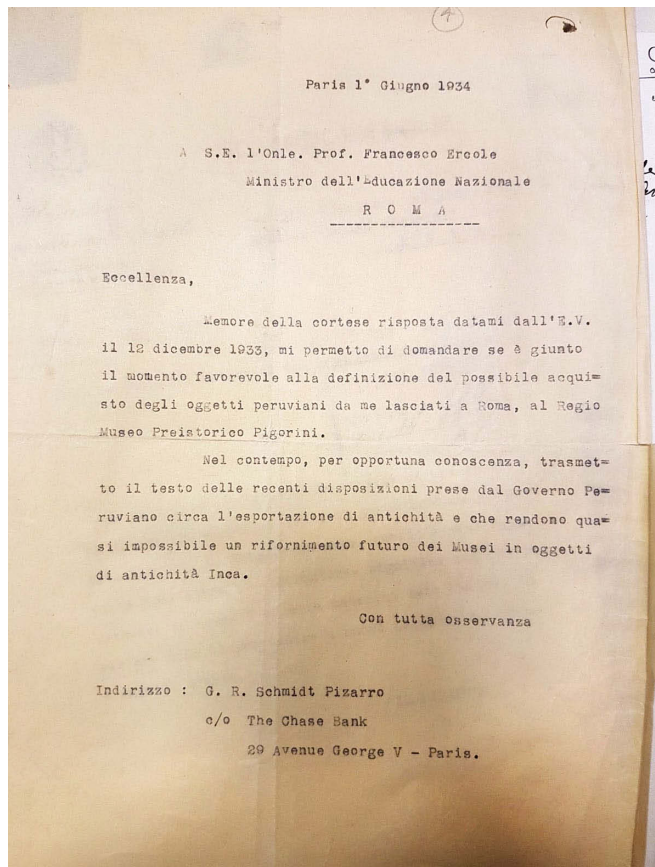 4
Paris 1° Giugno 1934
A S.E. l'Onle. Prof. Francesco Ercole
Ministro dell'Educazione Nazionale
R O M A
Eccellenza,
Memore della cortese risposta datami dall'E.V.
il 12 dicembre 1933, mi permetto di domandare se è giunto
il momento favorevole alla definizione del possibile acqui=
sto degli oggetti peruviani da me lasciati a Roma, al Regio
Museo Preistorico Pigorini.
Nel contempo, per opportuna conoscenza, trasmet=
to il testo delle recenti disposizioni prese dal Governo Pe=
ruviano circa l'esportazione di antichità e che rendono qua=
si impossibile un rifornimento futuro dei Musei in oggetti
di antichità Inca.
Con tutta osservanza
Indirizzo : G. R. Schmidt Pizarro
c/o The Chase Bank
29 Avenue George V - Paris.